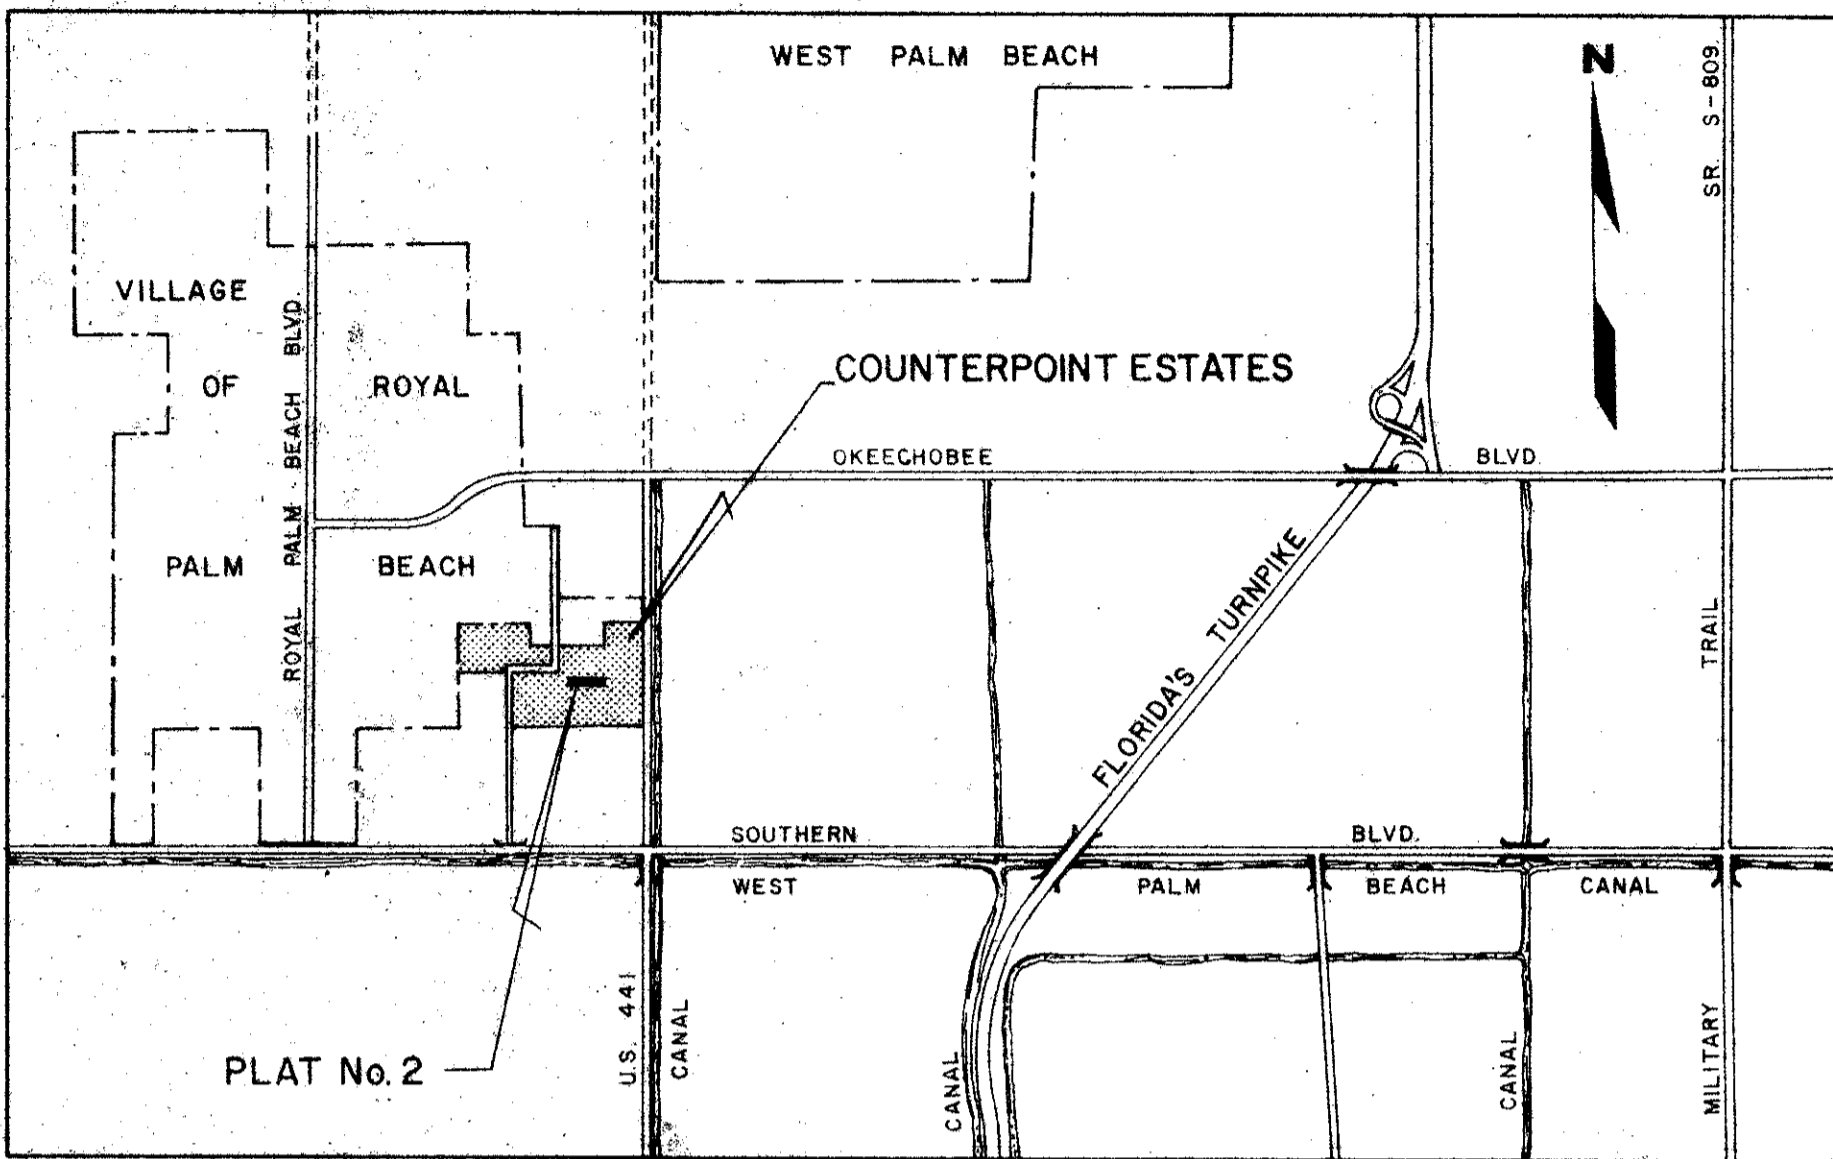 WEST PALM BEACH
N
SR. S-809
VILLAGE
OF
ROYAL
PALM
BEACH
ROYAL PALM BEACH BLVD.
COUNTERPOINT ESTATES
OKEECHOBEE BLVD
FLORIDA'S TURNPIKE
TRAIL
SOUTHERN BLVD.
WEST PALM BEACH CANAL
U.S. 441
CANAL
CANAL
CANAL
MILITARY
PLAT No. 2